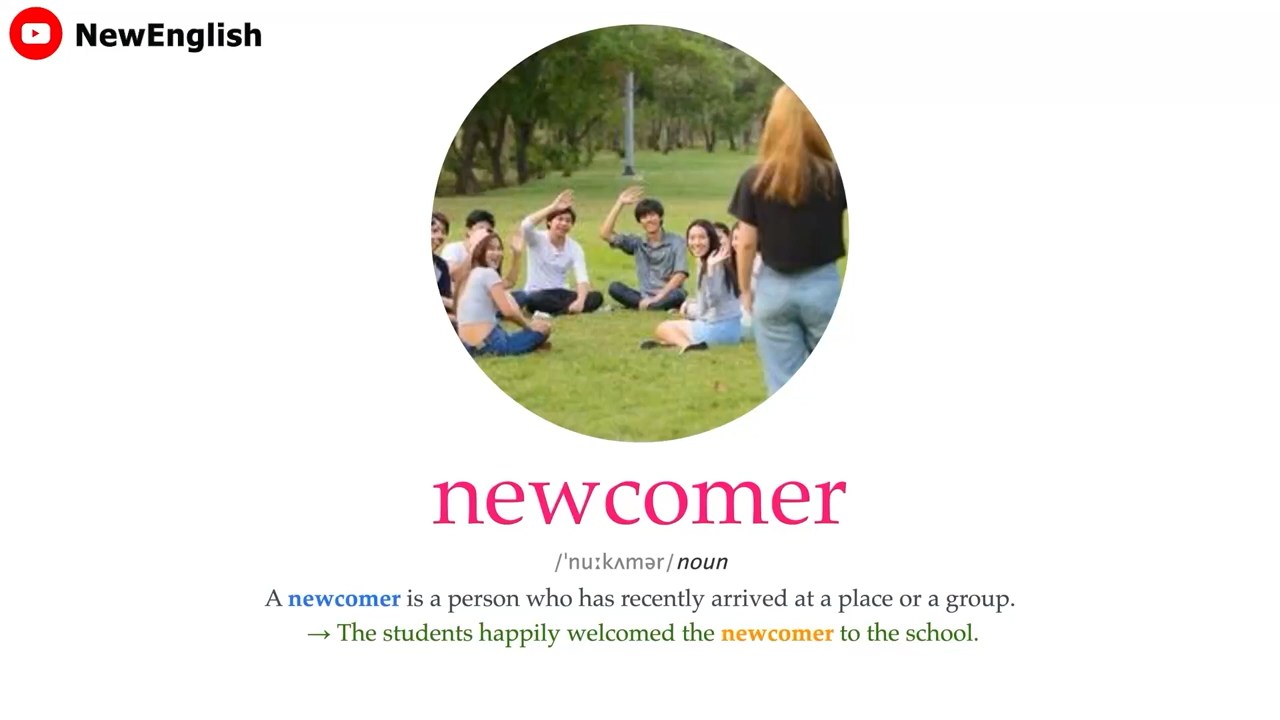 NewEnglish
newcomer
/ˈnuːkʌmər/noun
A newcomer is a person who has recently arrived at a place or a group.
→ The students happily welcomed the newcomer to the school.